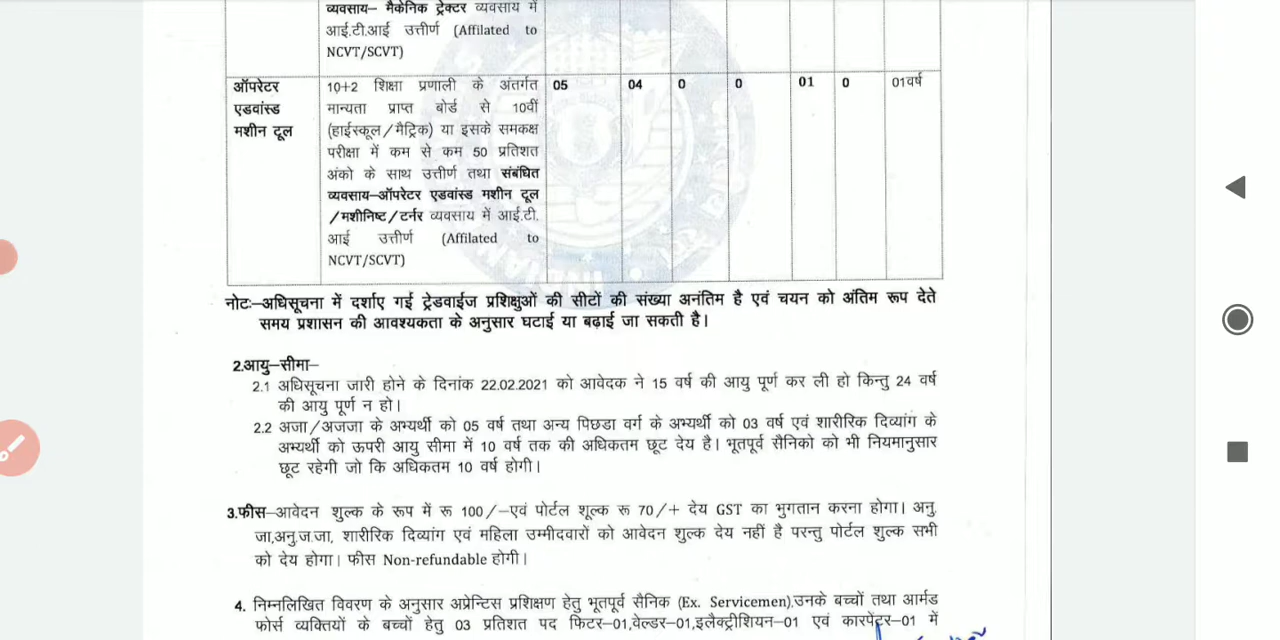 व्यवसाय– मैकेनिक ट्रेक्टर व्यवसाय में
आई.टी.आई उत्तीर्ण (Affilated to
NCVT/SCVT)
ऑपरेटर
एडवांस्ड
मशीन टूल
10+2 शिक्षा प्रणाली के अंतर्गत
मान्यता प्राप्त बोर्ड से 10वीं
(हाईस्कूल/मैट्रिक) या इसके समकक्ष
परीक्षा में कम से कम 50 प्रतिशत
अंको के साथ उत्तीर्ण तथा संबंधित
व्यवसाय–ऑपरेटर एडवांस्ड मशीन टूल
/मशीनिष्ट/टर्नर व्यवसाय में आई.टी.
आई उत्तीर्ण (Affilated to
NCVT/SCVT)
05 04 0 0 01 0 01वर्ष
नोटः–अधिसूचना में दर्शाए गई ट्रेडवाईज प्रशिक्षुओं की सीटों की संख्या अनंतिम है एवं चयन को अंतिम रूप देते
समय प्रशासन की आवश्यकता के अनुसार घटाई या बढ़ाई जा सकती है।
2.आयु–सीमा–
2.1 अधिसूचना जारी होने के दिनांक 22.02.2021 को आवेदक ने 15 वर्ष की आयु पूर्ण कर ली हो किन्तु 24 वर्ष
की आयु पूर्ण न हो।
2.2 अजा/अजजा के अभ्यर्थी को 05 वर्ष तथा अन्य पिछडा वर्ग के अभ्यर्थी को 03 वर्ष एवं शारीरिक दिव्यांग के
अभ्यर्थी को ऊपरी आयु सीमा में 10 वर्ष तक की अधिकतम छूट देय है। भूतपूर्व सैनिको को भी नियमानुसार
छूट रहेगी जो कि अधिकतम 10 वर्ष होगी।
3.फीस–आवेदन शुल्क के रूप में रू 100/–एवं पोर्टल शूल्क रू 70/+ देय GST का भुगतान करना होगा। अनु.
जा,अनु.ज.जा, शारीरिक दिव्यांग एवं महिला उम्मीदवारों को आवेदन शुल्क देय नहीं है परन्तु पोर्टल शुल्क सभी
को देय होगा। फीस Non-refundable होगी।
4. निम्नलिखित विवरण के अनुसार अप्रेन्टिस प्रशिक्षण हेतु भूतपूर्व सैनिक (Ex. Servicemen),उनके बच्चों तथा आर्मड
फोर्स व्यक्तियों के बच्चों हेतु 03 प्रतिशत पद फिटर–01,वेल्डर–01,इलैक्ट्रीशियन–01 एवं कारपेंटर–01 में